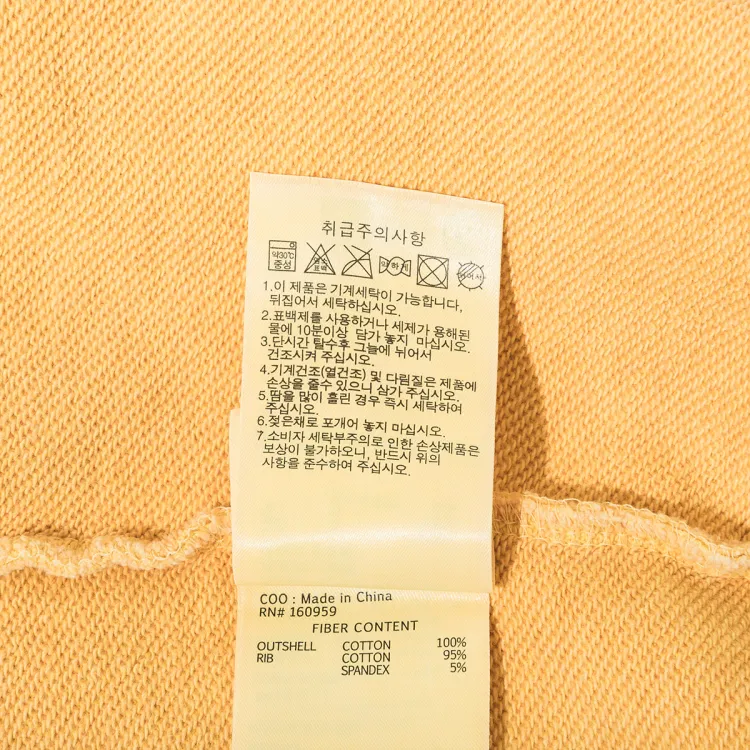 취급주의사항
약30℃ 중성 염소 표백 약하게 뉘어서
1.이 제품은 기계세탁이 가능합니다,
뒤집어서 세탁하십시오.
2.표백제를 사용하거나 세제가 용해된
물에 10분이상 담가 놓지 마십시오.
3.단시간 탈수후 그늘에 뉘어서
건조시켜 주십시오.
4.기계건조(열건조) 및 다림질은 제품에
손상을 줄수 있으니 삼가 주십시오.
5.땀을 많이 흘린 경우 즉시 세탁하여
주십시오.
6.젖은채로 포개어 놓지 마십시오.
7.소비자 세탁부주의로 인한 손상제품은
보상이 불가하오니, 반드시 위의
사항을 준수하여 주십시오.
COO : Made in China
RN# 160959
FIBER CONTENT
OUTSHELL COTTON 100%
RIB COTTON 95%
SPANDEX 5%